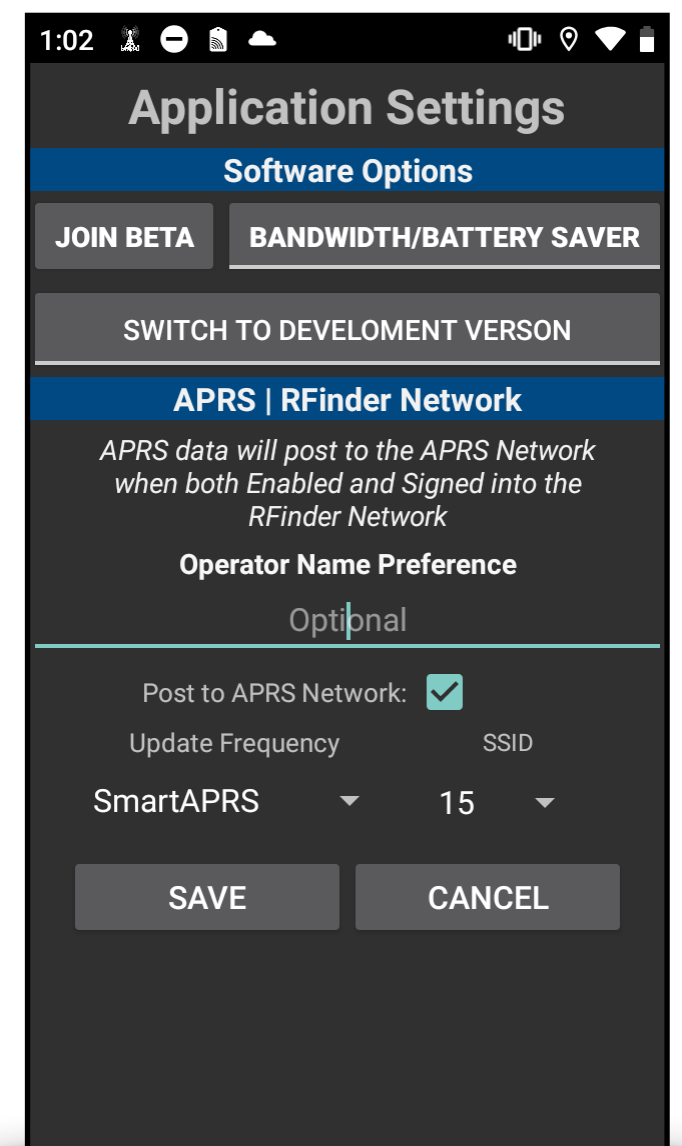 1:02
Application Settings
Software Options
JOIN BETA
BANDWIDTH/BATTERY SAVER
SWITCH TO DEVELOMENT VERSON
APRS | RFinder Network
APRS data will post to the APRS Network
when both Enabled and Signed into the
RFinder Network
Operator Name Preference
Optional
Post to APRS Network:
Update Frequency
SSID
SmartAPRS
15
SAVE
CANCEL